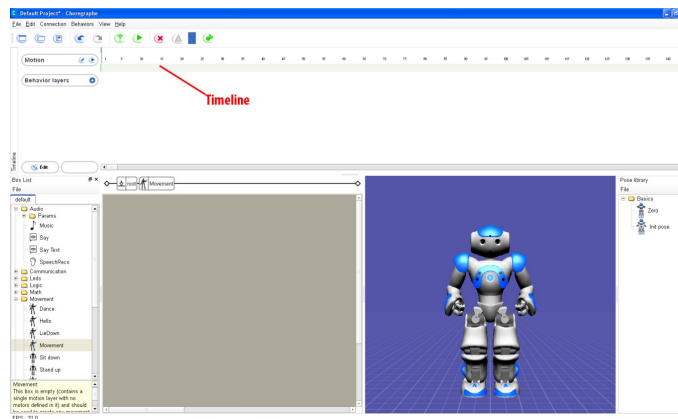 Default Project* - Choregraphe
File Edit Connection Behaviors View Help
Motion
Behavior layers
Timeline
Timeline
Edit
Box List
File
default
Audio
Params
Music
Say
Say Text
SpeechReco
Communication
Leds
Logic
Math
Movement
Dance
Hello
LieDown
Movement
Sit down
Stand up
Movement
This box is empty (contains a
single motion layer with no
motors defined in it) and should
root
Movement
Pose library
File
Basics
Zero
Init pose